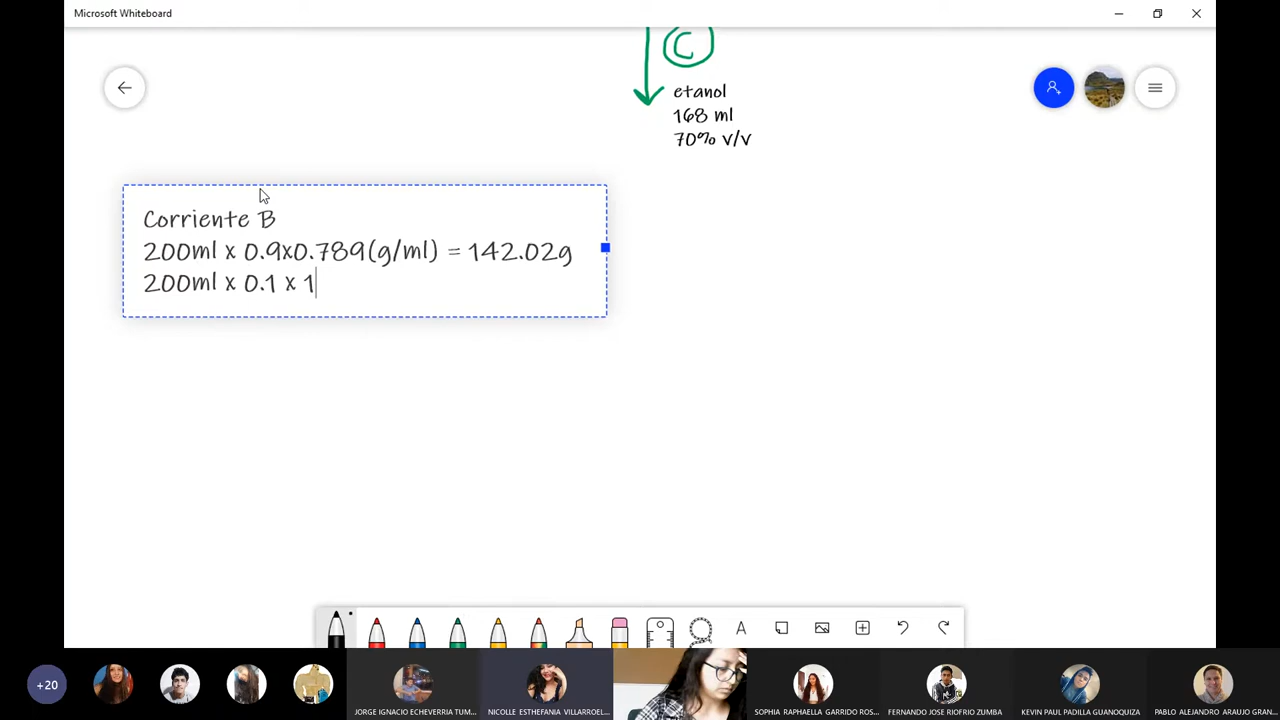 Microsoft Whiteboard
C
etanol
168 ml
70% v/v
Corriente B
200ml x 0.9x0.789(g/ml) = 142.02g
200ml x 0.1 x 1
A
+20
JORGE IGNACIO ECHEVERRIA TUM...
NICOLLE ESTHEFANIA VILLARROEL...
SOPHIA RAPHAELLA GARRIDO ROS...
FERNANDO JOSE RIOFRIO ZUMBA
KEVIN PAUL PADILLA GUANOQUIZA
PABLO ALEJANDRO ARAUJO GRAN...